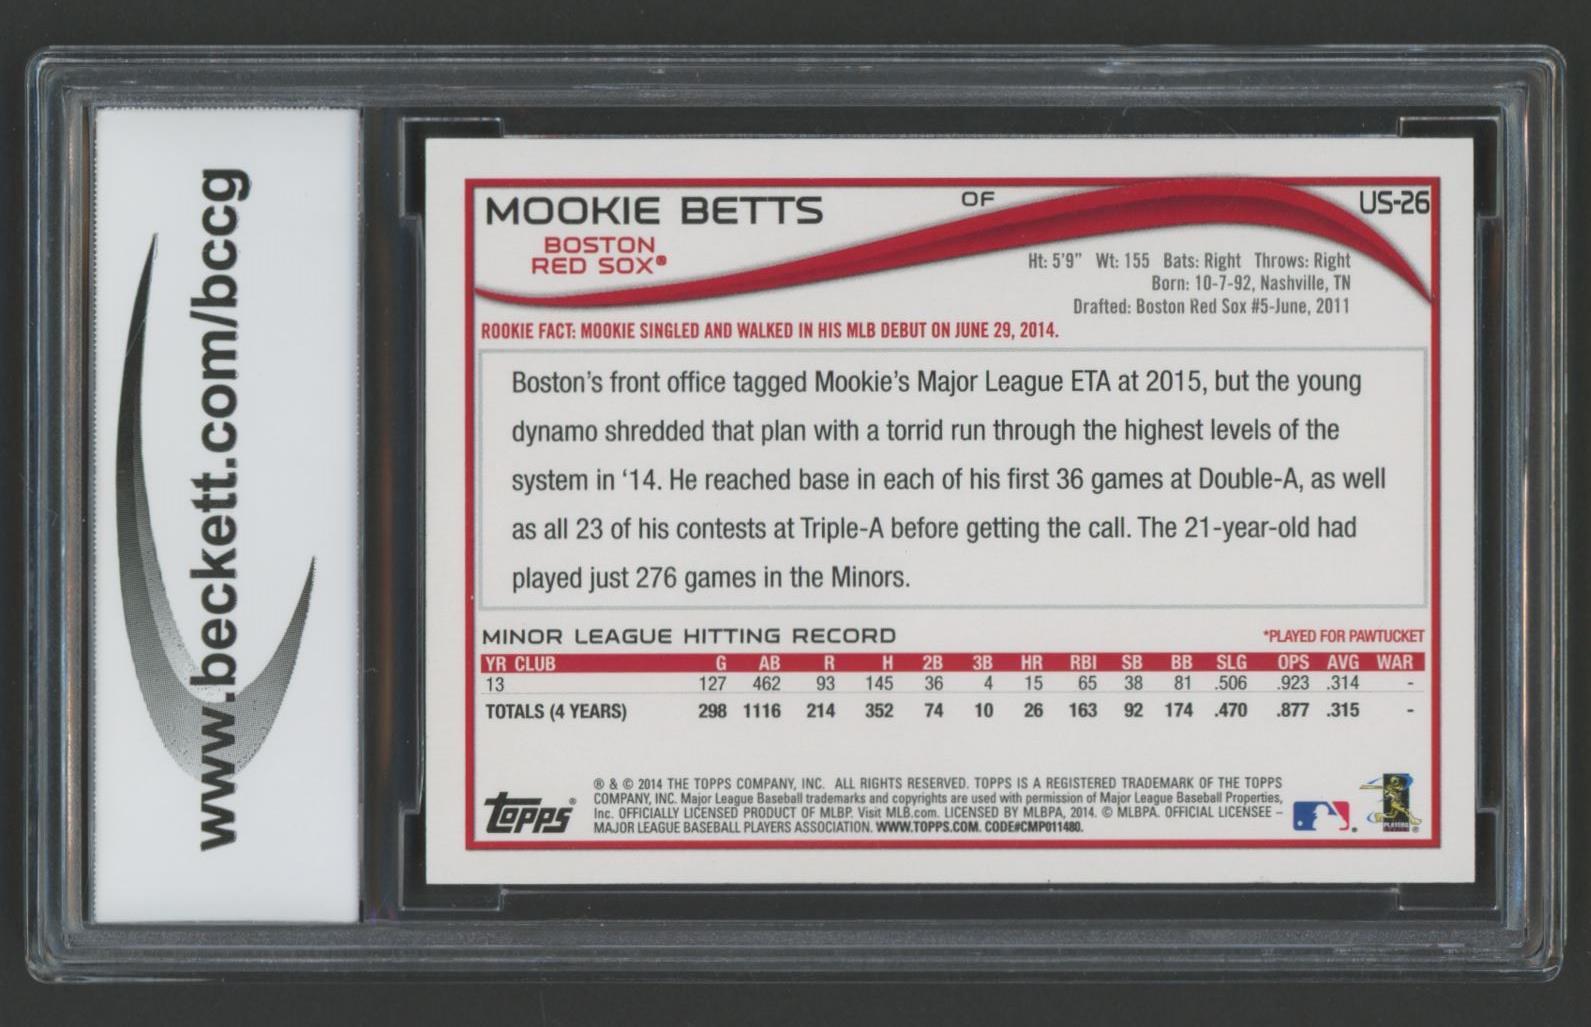 www.beckett.com/bccg
MOOKIE BETTS OF US-26
BOSTON
RED SOX®
Ht: 5'9" Wt: 155 Bats: Right Throws: Right
Born: 10-7-92, Nashville, TN
Drafted: Boston Red Sox #5-June, 2011
ROOKIE FACT: MOOKIE SINGLED AND WALKED IN HIS MLB DEBUT ON JUNE 29, 2014.
Boston's front office tagged Mookie's Major League ETA at 2015, but the young
dynamo shredded that plan with a torrid run through the highest levels of the
system in '14. He reached base in each of his first 36 games at Double-A, as well
as all 23 of his contests at Triple-A before getting the call. The 21-year-old had
played just 276 games in the Minors.
MINOR LEAGUE HITTING RECORD *PLAYED FOR PAWTUCKET
YR CLUB G AB R H 2B 3B HR RBI SB BB SLG OPS AVG WAR
13 127 462 93 145 36 4 15 65 38 81 .506 .923 .314 -
TOTALS (4 YEARS) 298 1116 214 352 74 10 26 163 92 174 .470 .877 .315 -
Topps®
® & © 2014 THE TOPPS COMPANY, INC. ALL RIGHTS RESERVED. TOPPS IS A REGISTERED TRADEMARK OF THE TOPPS
COMPANY, INC. Major League Baseball trademarks and copyrights are used with permission of Major League Baseball Properties,
Inc. OFFICIALLY LICENSED PRODUCT OF MLBP. Visit MLB.com. LICENSED BY MLBPA, 2014. © MLBPA. OFFICIAL LICENSEE –
MAJOR LEAGUE BASEBALL PLAYERS ASSOCIATION. WWW.TOPPS.COM. CODE#CMP011480.
PLAYERS